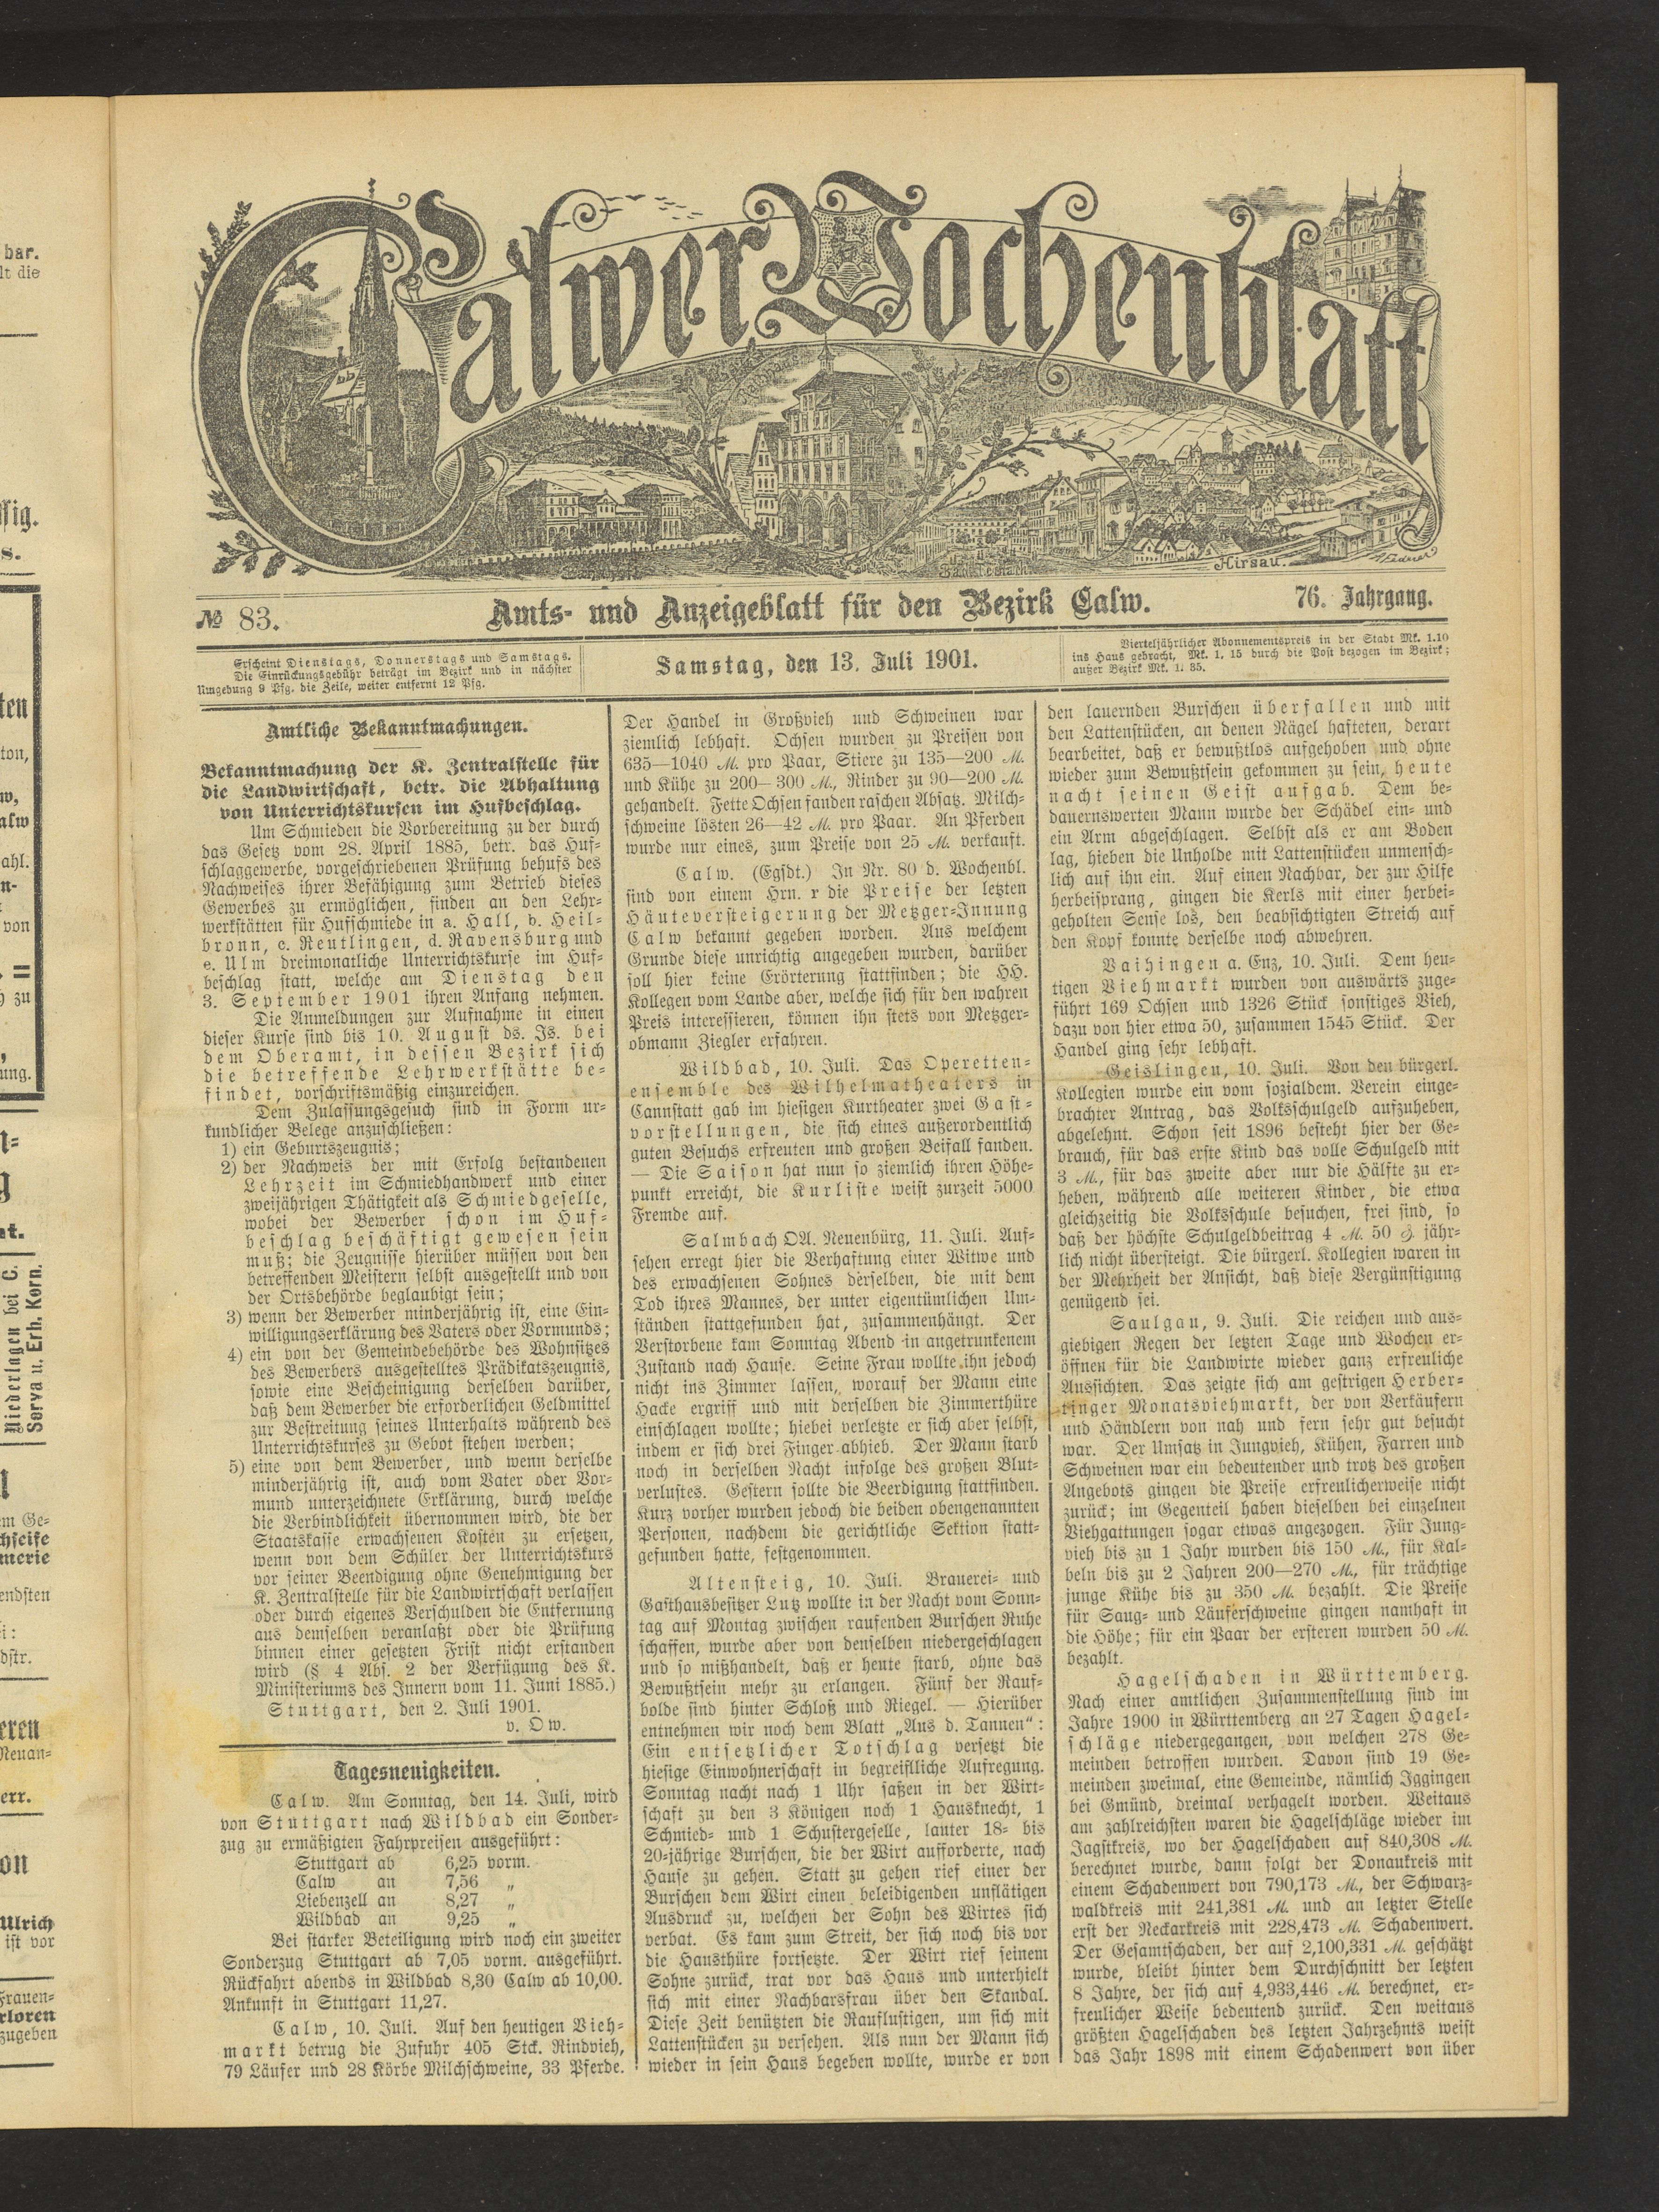 Calwer Wochenblatt
Rathaus
Hirsau.
№ 83.
Amts- und Anzeigeblatt für den Bezirk Calw.
76. Jahrgang.
Erscheint Dienstags, Donnerstags und Samstags.
Die Einrückungsgebühr beträgt im Bezirk und in nächster
Umgebung 9 Pfg. die Zeile, weiter entfernt 12 Pfg.
Samstag, den 13. Juli 1901.
Vierteljährlicher Abonnementspreis in der Stadt Mk. 1.10
ins Haus gebracht, Mk. 1. 15 durch die Post bezogen im Bezirk;
außer Bezirk Mk. 1. 35.
Amtliche Bekanntmachungen.
Bekanntmachung der K. Zentralstelle für
die Landwirtschaft, betr. die Abhaltung
von Unterrichtskursen im Hufbeschlag.
Um Schmieden die Vorbereitung zu der durch
das Gesetz vom 28. April 1885, betr. das Huf-
schlaggewerbe, vorgeschriebenen Prüfung behufs des
Nachweises ihrer Befähigung zum Betrieb dieses
Gewerbes zu ermöglichen, finden an den Lehr-
werkstätten für Hufschmiede in a. Hall, b. Heil-
bronn, c. Reutlingen, d. Ravensburg und
e. Ulm dreimonatliche Unterrichtskurse im Huf-
beschlag statt, welche am Dienstag den
3. September 1901 ihren Anfang nehmen.
Die Anmeldungen zur Aufnahme in einen
dieser Kurse sind bis 10. August ds. Js. bei
dem Oberamt, in dessen Bezirk sich
die betreffende Lehrwerkstätte be-
findet, vorschriftsmäßig einzureichen.
Dem Zulassungsgesuch sind in Form ur-
kundlicher Belege anzuschließen:
1) ein Geburtszeugnis;
2) der Nachweis der mit Erfolg bestandenen
Lehrzeit im Schmiedhandwerk und einer
zweijährigen Thätigkeit als Schmiedgeselle,
wobei der Bewerber schon im Huf-
beschlag beschäftigt gewesen sein
muß; die Zeugnisse hierüber müssen von den
betreffenden Meistern selbst ausgestellt und von
der Ortsbehörde beglaubigt sein;
3) wenn der Bewerber minderjährig ist, eine Ein-
willigungserklärung des Vaters oder Vormunds;
4) ein von der Gemeindebehörde des Wohnsitzes
des Bewerbers ausgestelltes Prädikatszeugnis,
sowie eine Bescheinigung derselben darüber,
daß dem Bewerber die erforderlichen Geldmittel
zur Bestreitung seines Unterhalts während des
Unterrichtskurses zu Gebot stehen werden;
5) eine von dem Bewerber, und wenn derselbe
minderjährig ist, auch vom Vater oder Vor-
mund unterzeichnete Erklärung, durch welche
die Verbindlichkeit übernommen wird, die der
Staatskasse erwachsenen Kosten zu ersetzen,
wenn von dem Schüler der Unterrichtskurs
vor seiner Beendigung ohne Genehmigung der
K. Zentralstelle für die Landwirtschaft verlassen
oder durch eigenes Verschulden die Entfernung
aus demselben veranlaßt oder die Prüfung
binnen einer gesetzten Frist nicht erstanden
wird (§ 4 Abs. 2 der Verfügung des K.
Ministeriums des Innern vom 11. Juni 1885.)
Stuttgart, den 2. Juli 1901.
v. Ow.
Tagesneuigkeiten.
Calw. Am Sonntag, den 14. Juli, wird
von Stuttgart nach Wildbad ein Sonder-
zug zu ermäßigten Fahrpreisen ausgeführt:
Stuttgart ab 6,25 vorm.
Calw an 7,56 „
Liebenzell an 8,27 „
Wildbad an 9,25 „
Bei starker Beteiligung wird noch ein zweiter
Sonderzug Stuttgart ab 7,05 vorm. ausgeführt.
Rückfahrt abends in Wildbad 8,30 Calw ab 10,00.
Ankunft in Stuttgart 11,27.
Calw, 10. Juli. Auf den heutigen Vieh-
markt betrug die Zufuhr 405 Stck. Rindvieh,
79 Läufer und 28 Körbe Milchschweine, 33 Pferde.
Der Handel in Großvieh und Schweinen war
ziemlich lebhaft. Ochsen wurden zu Preisen von
635—1040 M. pro Paar, Stiere zu 135—200 M.
und Kühe zu 200—300 M., Rinder zu 90—200 M.
gehandelt. Fette Ochsen fanden raschen Absatz. Milch-
schweine lösten 26—42 M. pro Paar. An Pferden
wurde nur eines, zum Preise von 25 M. verkauft.
Calw. (Egsdt.) In Nr. 80 d. Wochenbl.
sind von einem Hrn. r die Preise der letzten
Häuteversteigerung der Metzger-Innung
Calw bekannt gegeben worden. Aus welchem
Grunde diese unrichtig angegeben wurden, darüber
soll hier keine Erörterung stattfinden; die HH.
Kollegen vom Lande aber, welche sich für den wahren
Preis interessieren, können ihn stets von Metzger-
obmann Ziegler erfahren.
Wildbad, 10. Juli. Das Operetten-
ensemble des Wilhelmatheaters in
Cannstatt gab im hiesigen Kurtheater zwei Gast-
vorstellungen, die sich eines außerordentlich
guten Besuchs erfreuten und großen Beifall fanden.
— Die Saison hat nun so ziemlich ihren Höhe-
punkt erreicht, die Kurliste weist zurzeit 5000
Fremde auf.
Salmbach OA. Neuenbürg, 11. Juli. Auf-
sehen erregt hier die Verhaftung einer Witwe und
des erwachsenen Sohnes derselben, die mit dem
Tod ihres Mannes, der unter eigentümlichen Um-
ständen stattgefunden hat, zusammenhängt. Der
Verstorbene kam Sonntag Abend in angetrunkenem
Zustand nach Hause. Seine Frau wollte ihn jedoch
nicht ins Zimmer lassen, worauf der Mann eine
Hacke ergriff und mit derselben die Zimmerthüre
einschlagen wollte; hiebei verletzte er sich aber selbst,
indem er sich drei Finger abhieb. Der Mann starb
noch in derselben Nacht infolge des großen Blut-
verlustes. Gestern sollte die Beerdigung stattfinden.
Kurz vorher wurden jedoch die beiden obengenannten
Personen, nachdem die gerichtliche Sektion statt-
gefunden hatte, festgenommen.
Altensteig, 10. Juli. Brauerei- und
Gasthausbesitzer Lutz wollte in der Nacht vom Sonn-
tag auf Montag zwischen raufenden Burschen Ruhe
schaffen, wurde aber von denselben niedergeschlagen
und so mißhandelt, daß er heute starb, ohne das
Bewußtsein mehr zu erlangen. Fünf der Rauf-
bolde sind hinter Schloß und Riegel. — Hierüber
entnehmen wir noch dem Blatt „Aus d. Tannen“:
Ein entsetzlicher Totschlag versetzt die
hiesige Einwohnerschaft in begreifliche Aufregung.
Sonntag nacht nach 1 Uhr saßen in der Wirt-
schaft zu den 3 Königen noch 1 Hausknecht, 1
Schmied- und 1 Schustergeselle, lauter 18- bis
20-jährige Burschen, die der Wirt aufforderte, nach
Hause zu gehen. Statt zu gehen rief einer der
Burschen dem Wirt einen beleidigenden unflätigen
Ausdruck zu, welchen der Sohn des Wirtes sich
verbat. Es kam zum Streit, der sich noch bis vor
die Hausthüre fortsetzte. Der Wirt rief seinem
Sohne zurück, trat vor das Haus und unterhielt
sich mit einer Nachbarsfrau über den Skandal.
Diese Zeit benützten die Rauflustigen, um sich mit
Lattenstücken zu versehen. Als nun der Mann sich
wieder in sein Haus begeben wollte, wurde er von
den lauernden Burschen überfallen und mit
den Lattenstücken, an denen Nägel hafteten, derart
bearbeitet, daß er bewußtlos aufgehoben und ohne
wieder zum Bewußtsein gekommen zu sein, heute
nacht seinen Geist aufgab. Dem be-
dauernswerten Mann wurde der Schädel ein- und
ein Arm abgeschlagen. Selbst als er am Boden
lag, hieben die Unholde mit Lattenstücken unmensch-
lich auf ihn ein. Auf einen Nachbar, der zur Hilfe
herbeisprang, gingen die Kerls mit einer herbei-
geholten Sense los, den beabsichtigten Streich auf
den Kopf konnte derselbe noch abwehren.
Vaihingen a. Enz, 10. Juli. Dem heu-
tigen Viehmarkt wurden von auswärts zuge-
führt 169 Ochsen und 1326 Stück sonstiges Vieh,
dazu von hier etwa 50, zusammen 1545 Stück. Der
Handel ging sehr lebhaft.
Geislingen, 10. Juli. Von den bürgerl.
Kollegien wurde ein vom sozialdem. Verein einge-
brachter Antrag, das Volksschulgeld aufzuheben,
abgelehnt. Schon seit 1896 besteht hier der Ge-
brauch, für das erste Kind das volle Schulgeld mit
3 M., für das zweite aber nur die Hälfte zu er-
heben, während alle weiteren Kinder, die etwa
gleichzeitig die Volksschule besuchen, frei sind, so
daß der höchste Schulgeldbeitrag 4 M. 50 ₰ jähr-
lich nicht übersteigt. Die bürgerl. Kollegien waren in
der Mehrheit der Ansicht, daß diese Vergünstigung
genügend sei.
Saulgau, 9. Juli. Die reichen und aus-
giebigen Regen der letzten Tage und Wochen er-
öffnen für die Landwirte wieder ganz erfreuliche
Aussichten. Das zeigte sich am gestrigen Herber-
tinger Monatsviehmarkt, der von Verkäufern
und Händlern von nah und fern sehr gut besucht
war. Der Umsatz in Jungvieh, Kühen, Farren und
Schweinen war ein bedeutender und trotz des großen
Angebots gingen die Preise erfreulicherweise nicht
zurück; im Gegenteil haben dieselben bei einzelnen
Viehgattungen sogar etwas angezogen. Für Jung-
vieh bis zu 1 Jahr wurden bis 150 M., für Kal-
beln bis zu 2 Jahren 200—270 M., für trächtige
junge Kühe bis zu 350 M. bezahlt. Die Preise
für Saug- und Läuferschweine gingen namhaft in
die Höhe; für ein Paar der ersteren wurden 50 M.
bezahlt.
Hagelschaden in Württemberg.
Nach einer amtlichen Zusammenstellung sind im
Jahre 1900 in Württemberg an 27 Tagen Hagel-
schläge niedergegangen, von welchen 278 Ge-
meinden betroffen wurden. Davon sind 19 Ge-
meinden zweimal, eine Gemeinde, nämlich Iggingen
bei Gmünd, dreimal verhagelt worden. Weitaus
am zahlreichsten waren die Hagelschläge wieder im
Jagstkreis, wo der Hagelschaden auf 840,308 M.
berechnet wurde, dann folgt der Donaukreis mit
einem Schadenwert von 790,173 M., der Schwarz-
waldkreis mit 241,381 M. und an letzter Stelle
erst der Neckarkreis mit 228,473 M. Schadenwert.
Der Gesamtschaden, der auf 2,100,331 M. geschätzt
wurde, bleibt hinter dem Durchschnitt der letzten
8 Jahre, der sich auf 4,933,446 M. berechnet, er-
freulicher Weise bedeutend zurück. Den weitaus
größten Hagelschaden des letzten Jahrzehnts weist
das Jahr 1898 mit einem Schadenwert von über